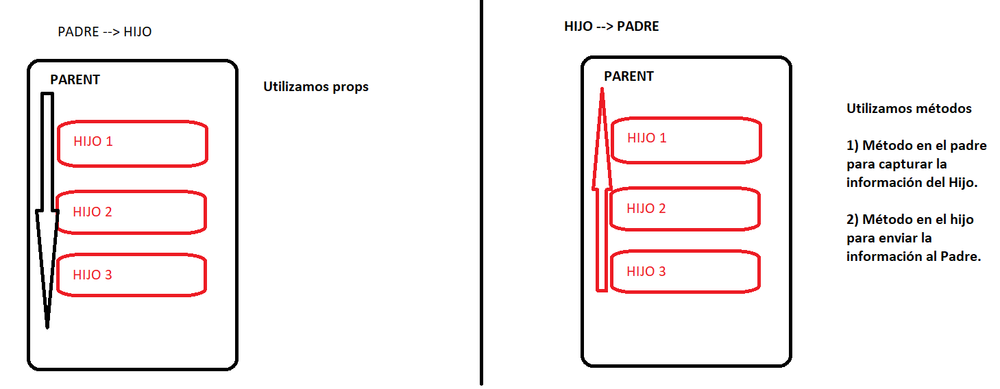 PADRE --> HIJO
PARENT
Utilizamos props
HIJO 1
HIJO 2
HIJO 3
HIJO --> PADRE
PARENT
HIJO 1
HIJO 2
HIJO 3
Utilizamos métodos
1) Método en el padre
para capturar la
información del Hijo.
2) Método en el hijo
para enviar la
información al Padre.